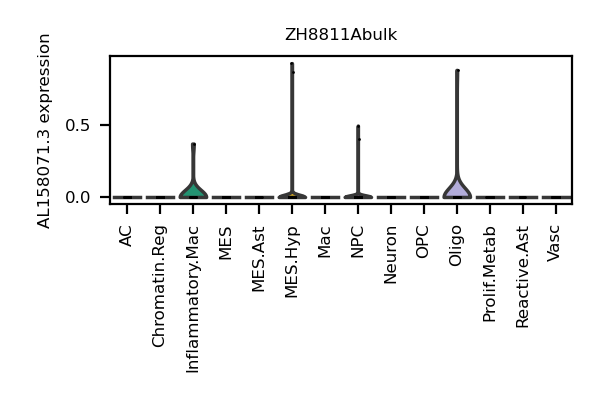 ZH8811Abulk
AL158071.3 expression
0.5
0.0
AC
Chromatin.Reg
Inflammatory.Mac
MES
MES.Ast
MES.Hyp
Mac
NPC
Neuron
OPC
Oligo
Prolif.Metab
Reactive.Ast
Vasc